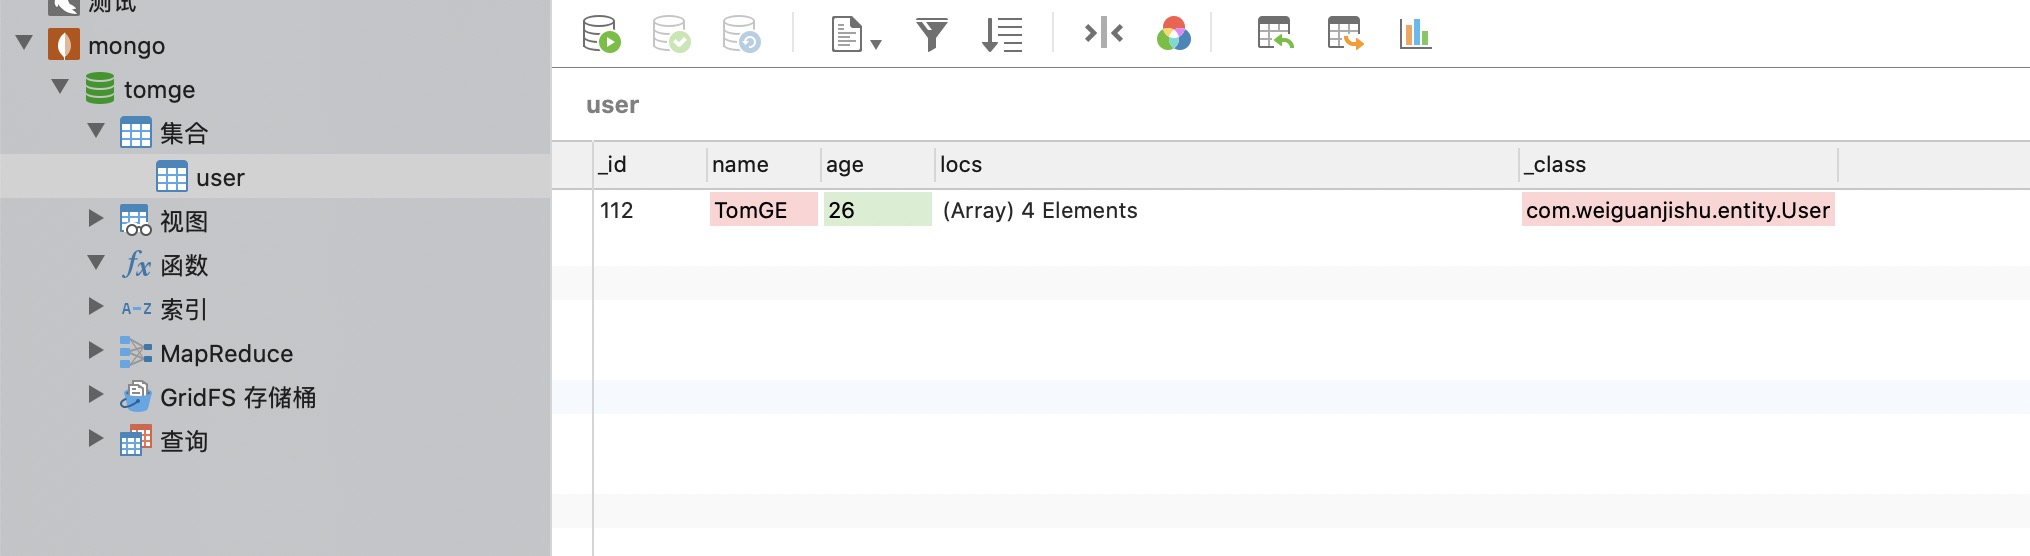 测试
mongo
tomge
集合
user
视图
fx 函数
A-Z 索引
MapReduce
GridFS 存储桶
查询
user
_id name age locs _class
112 TomGE 26 (Array) 4 Elements com.weiguanjishu.entity.User